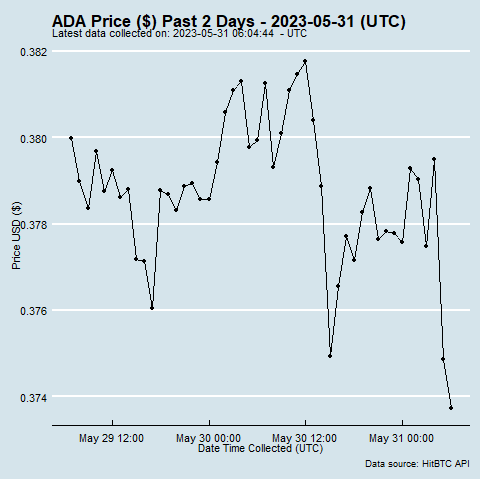 ADA Price ($) Past 2 Days - 2023-05-31 (UTC)
Latest data collected on: 2023-05-31 06:04:44 - UTC
0.382
0.380
0.378
0.376
0.374
Price USD ($)
May 29 12:00
May 30 00:00
May 30 12:00
May 31 00:00
Date Time Collected (UTC)
Data source: HitBTC API